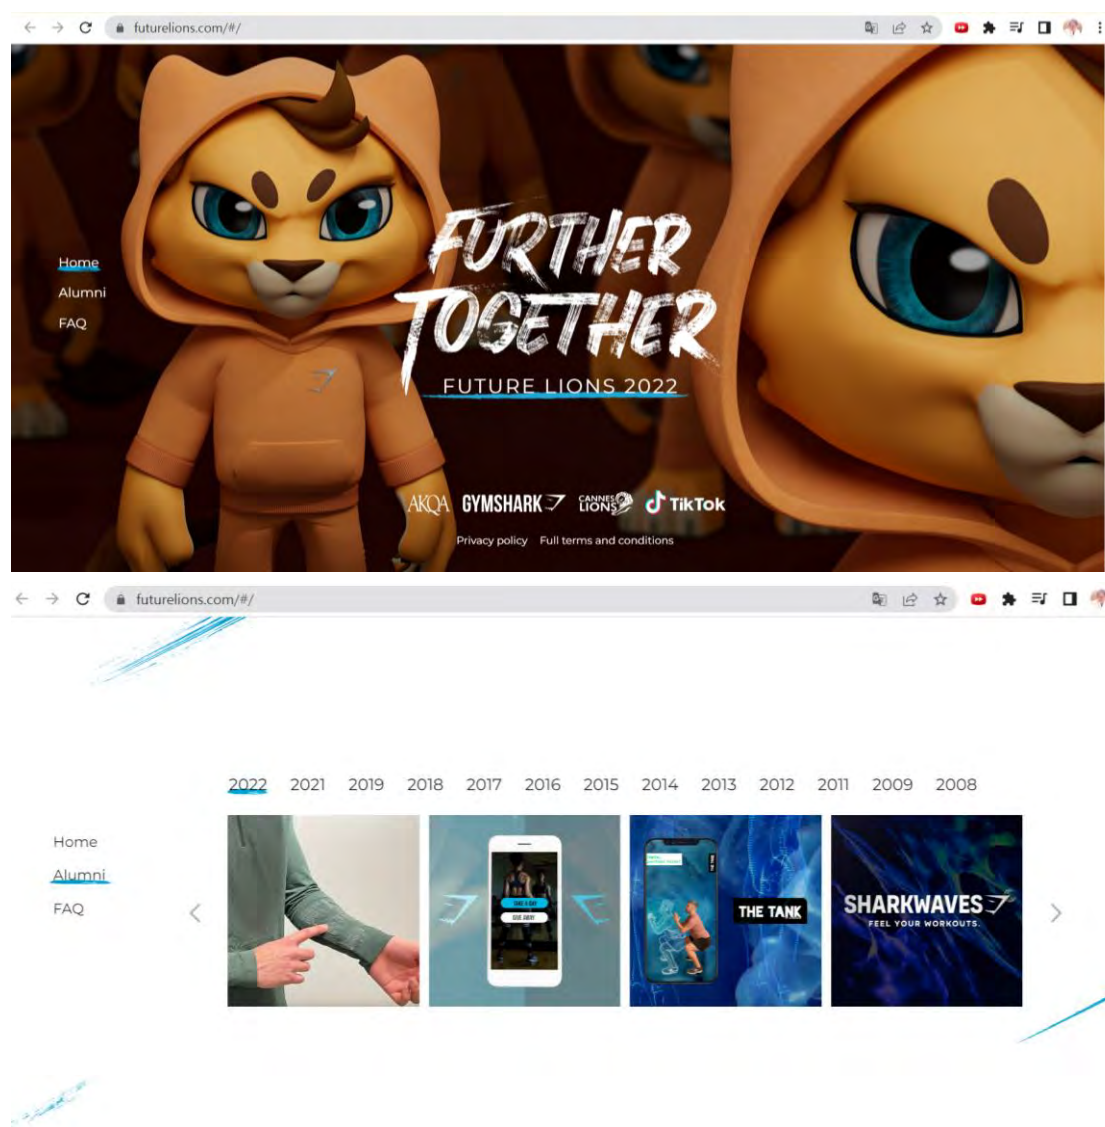 futurelions.com/#/
FURTHER
TOGETHER
FUTURE LIONS 2022
Home
Alumni
FAQ
AKQA GYMSHARK CANNES LIONS TikTok
Privacy policy Full terms and conditions
futurelions.com/#/
2022 2021 2019 2018 2017 2016 2015 2014 2013 2012 2011 2009 2008
Home
Alumni
FAQ
GIVE AWAY
THE TANK
SHARKWAVES
FEEL YOUR WORKOUTS.